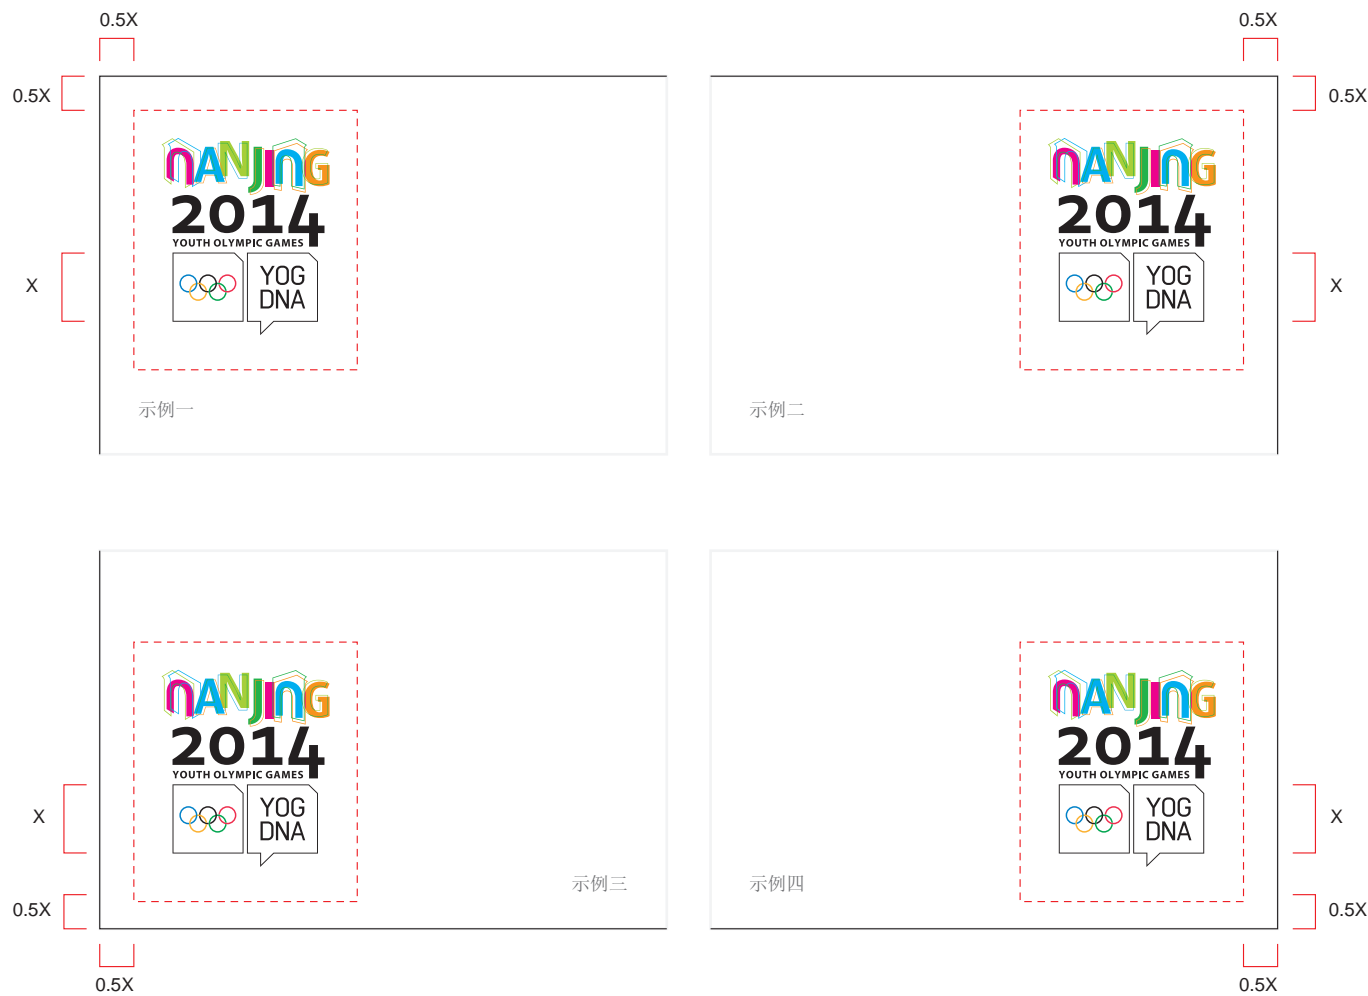 0.5X
0.5X
0.5X
0.5X
NANJING
2014
YOUTH OLYMPIC GAMES
X
YOG
DNA
示例一
NANJING
2014
YOUTH OLYMPIC GAMES
YOG
DNA
X
示例二
NANJING
2014
YOUTH OLYMPIC GAMES
X
YOG
DNA
示例三
0.5X
0.5X
NANJING
2014
YOUTH OLYMPIC GAMES
YOG
DNA
X
示例四
0.5X
0.5X